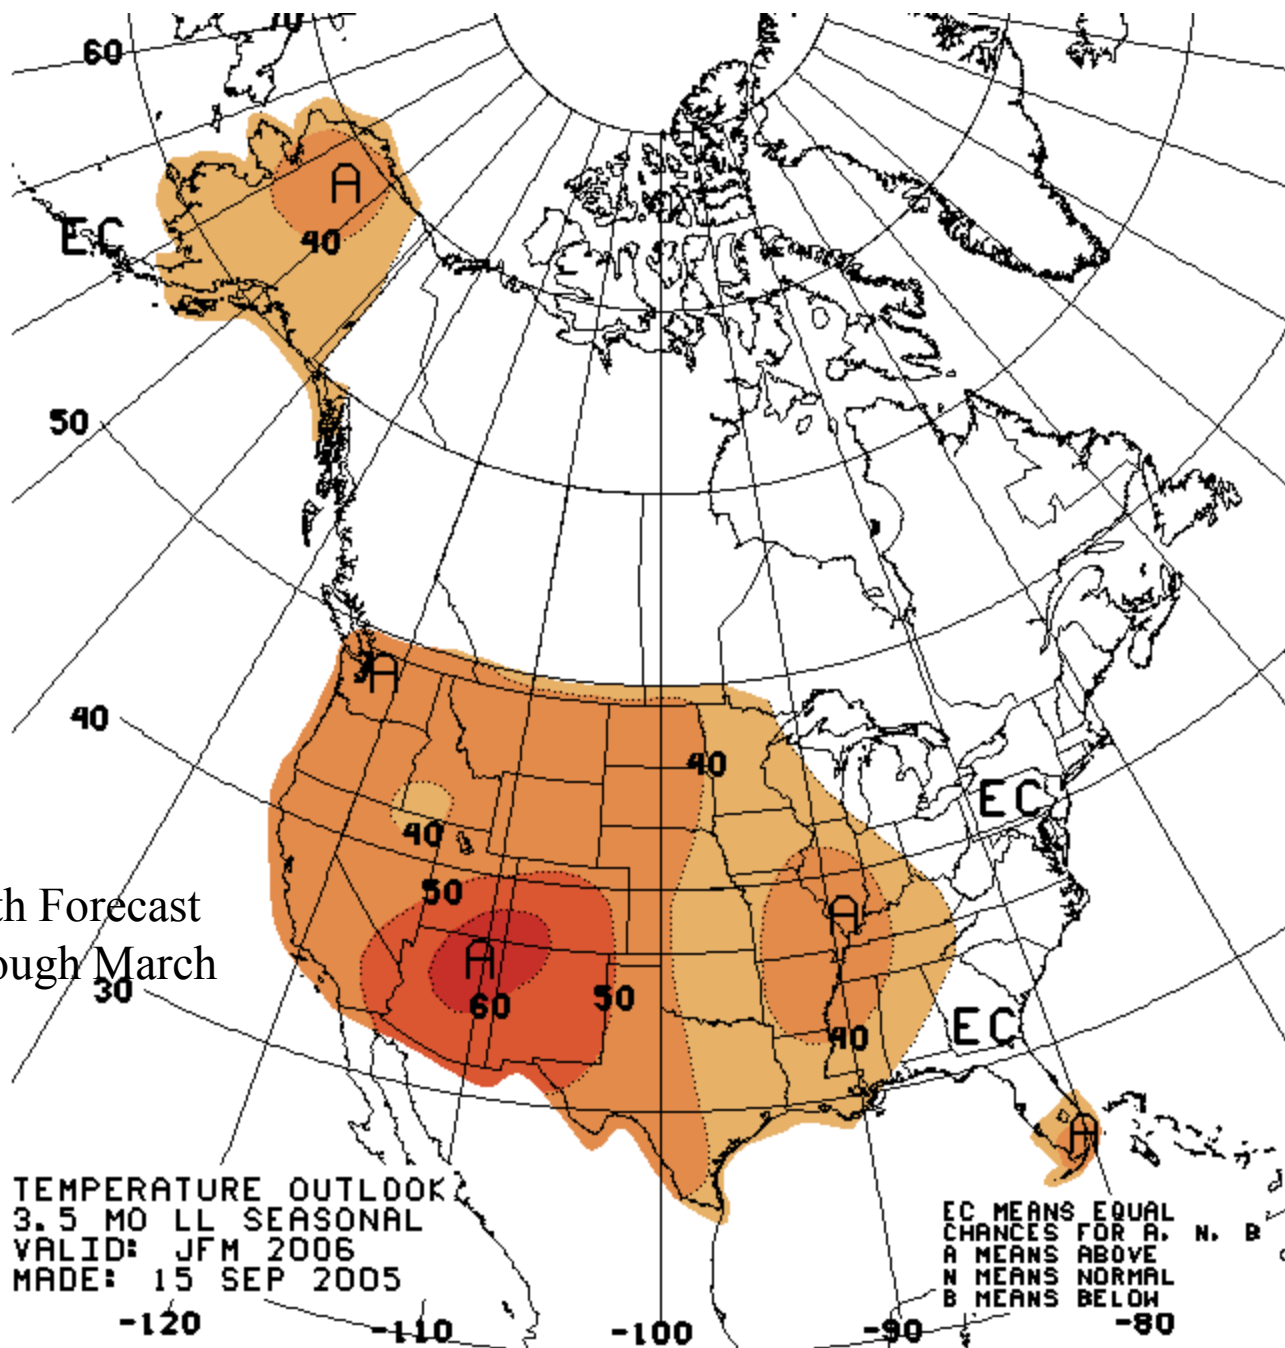 70
60
A
EC
40
50
A
40
40
40
EC
50
A
th Forecast
A
ough March
30
60
50
EC
40
A
TEMPERATURE OUTLOOK
3.5 MO LL SEASONAL
VALID: JFM 2006
MADE: 15 SEP 2005
EC MEANS EQUAL
CHANCES FOR A, N, B
A MEANS ABOVE
N MEANS NORMAL
B MEANS BELOW
-120
-110
-100
-90
-80